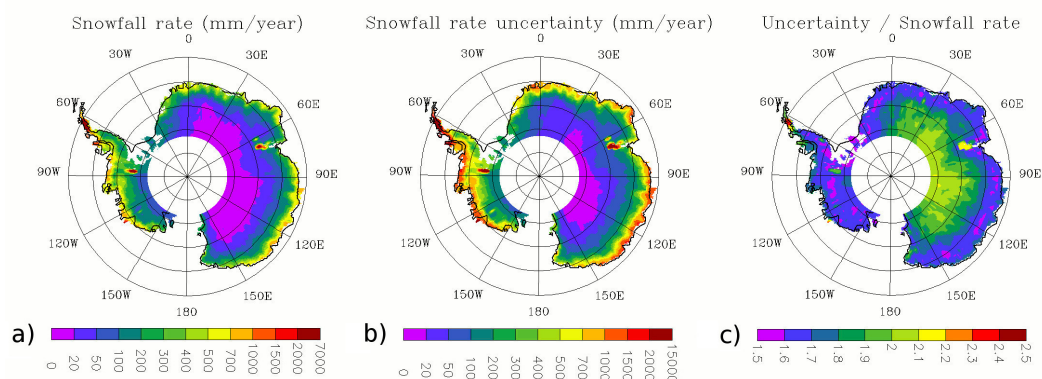 Snowfall rate (mm/year)
0
30W 30E
60W 60E
90W 90E
120W 120E
150W 150E
180
a)
0 20 50 100 200 300 400 500 700 1000 1500 2000 7000
Snowfall rate uncertainty (mm/year)
0
30W 30E
60W 60E
90W 90E
120W 120E
150W 150E
180
b)
0 20 50 100 200 300 400 500 700 1000 1500 2000 15000
Uncertainty / Snowfall rate
0
30W 30E
60W 60E
90W 90E
120W 120E
150W 150E
180
c)
1.5 1.6 1.7 1.8 1.9 2 2.1 2.2 2.3 2.4 2.5